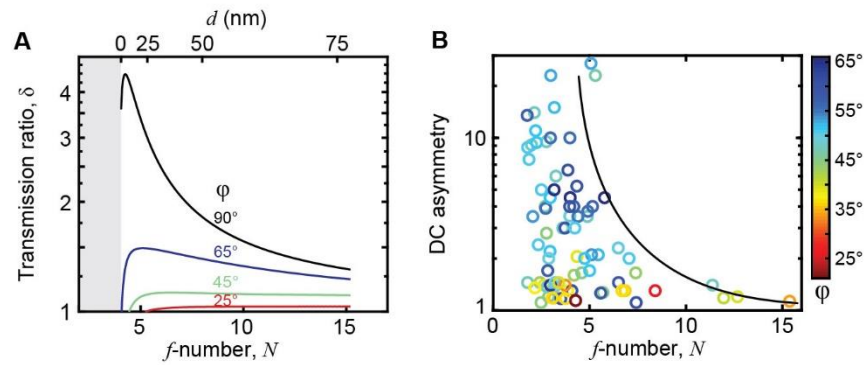 A
d (nm)
0 25 50 75
Transmission ratio, δ
4
3
2
1
φ
90°
65°
45°
25°
5 10 15
f-number, N
B
DC asymmetry
10
1
0 5 10 15
f-number, N
65°
55°
45°
35°
25°
φ